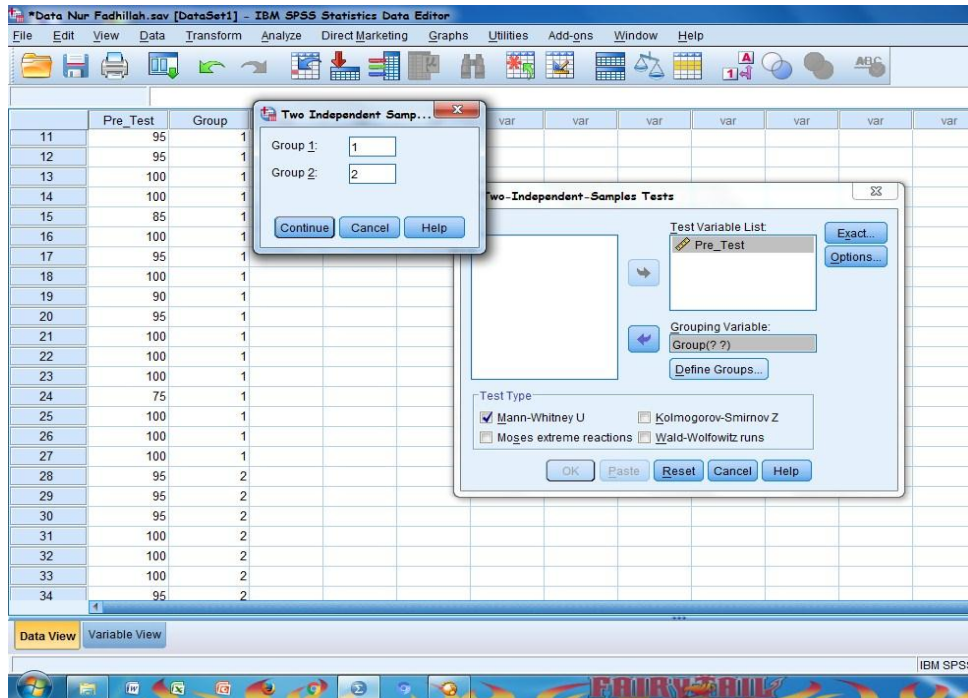 *Data Nur Fadhillah.sav [DataSet1] - IBM SPSS Statistics Data Editor
File Edit View Data Transform Analyze Direct Marketing Graphs Utilities Add-ons Window Help
Pre_Test Group var var var var var var var
11 95 1
12 95 1
13 100 1
14 100 1
15 85 1
16 100 1
17 95 1
18 100 1
19 90 1
20 95 1
21 100 1
22 100 1
23 100 1
24 75 1
25 100 1
26 100 1
27 100 1
28 95 2
29 95 2
30 95 2
31 100 2
32 100 2
33 100 2
34 95 2
Two Independent Samp...
Group 1: 1
Group 2: 2
Continue Cancel Help
Two-Independent-Samples Tests
Test Variable List:
Pre_Test
Exact...
Options...
Grouping Variable:
Group(? ?)
Define Groups...
Test Type
Mann-Whitney U Kolmogorov-Smirnov Z
Moses extreme reactions Wald-Wolfowitz runs
OK Paste Reset Cancel Help
Data View Variable View
IBM SPSS
FAIRY TAIL